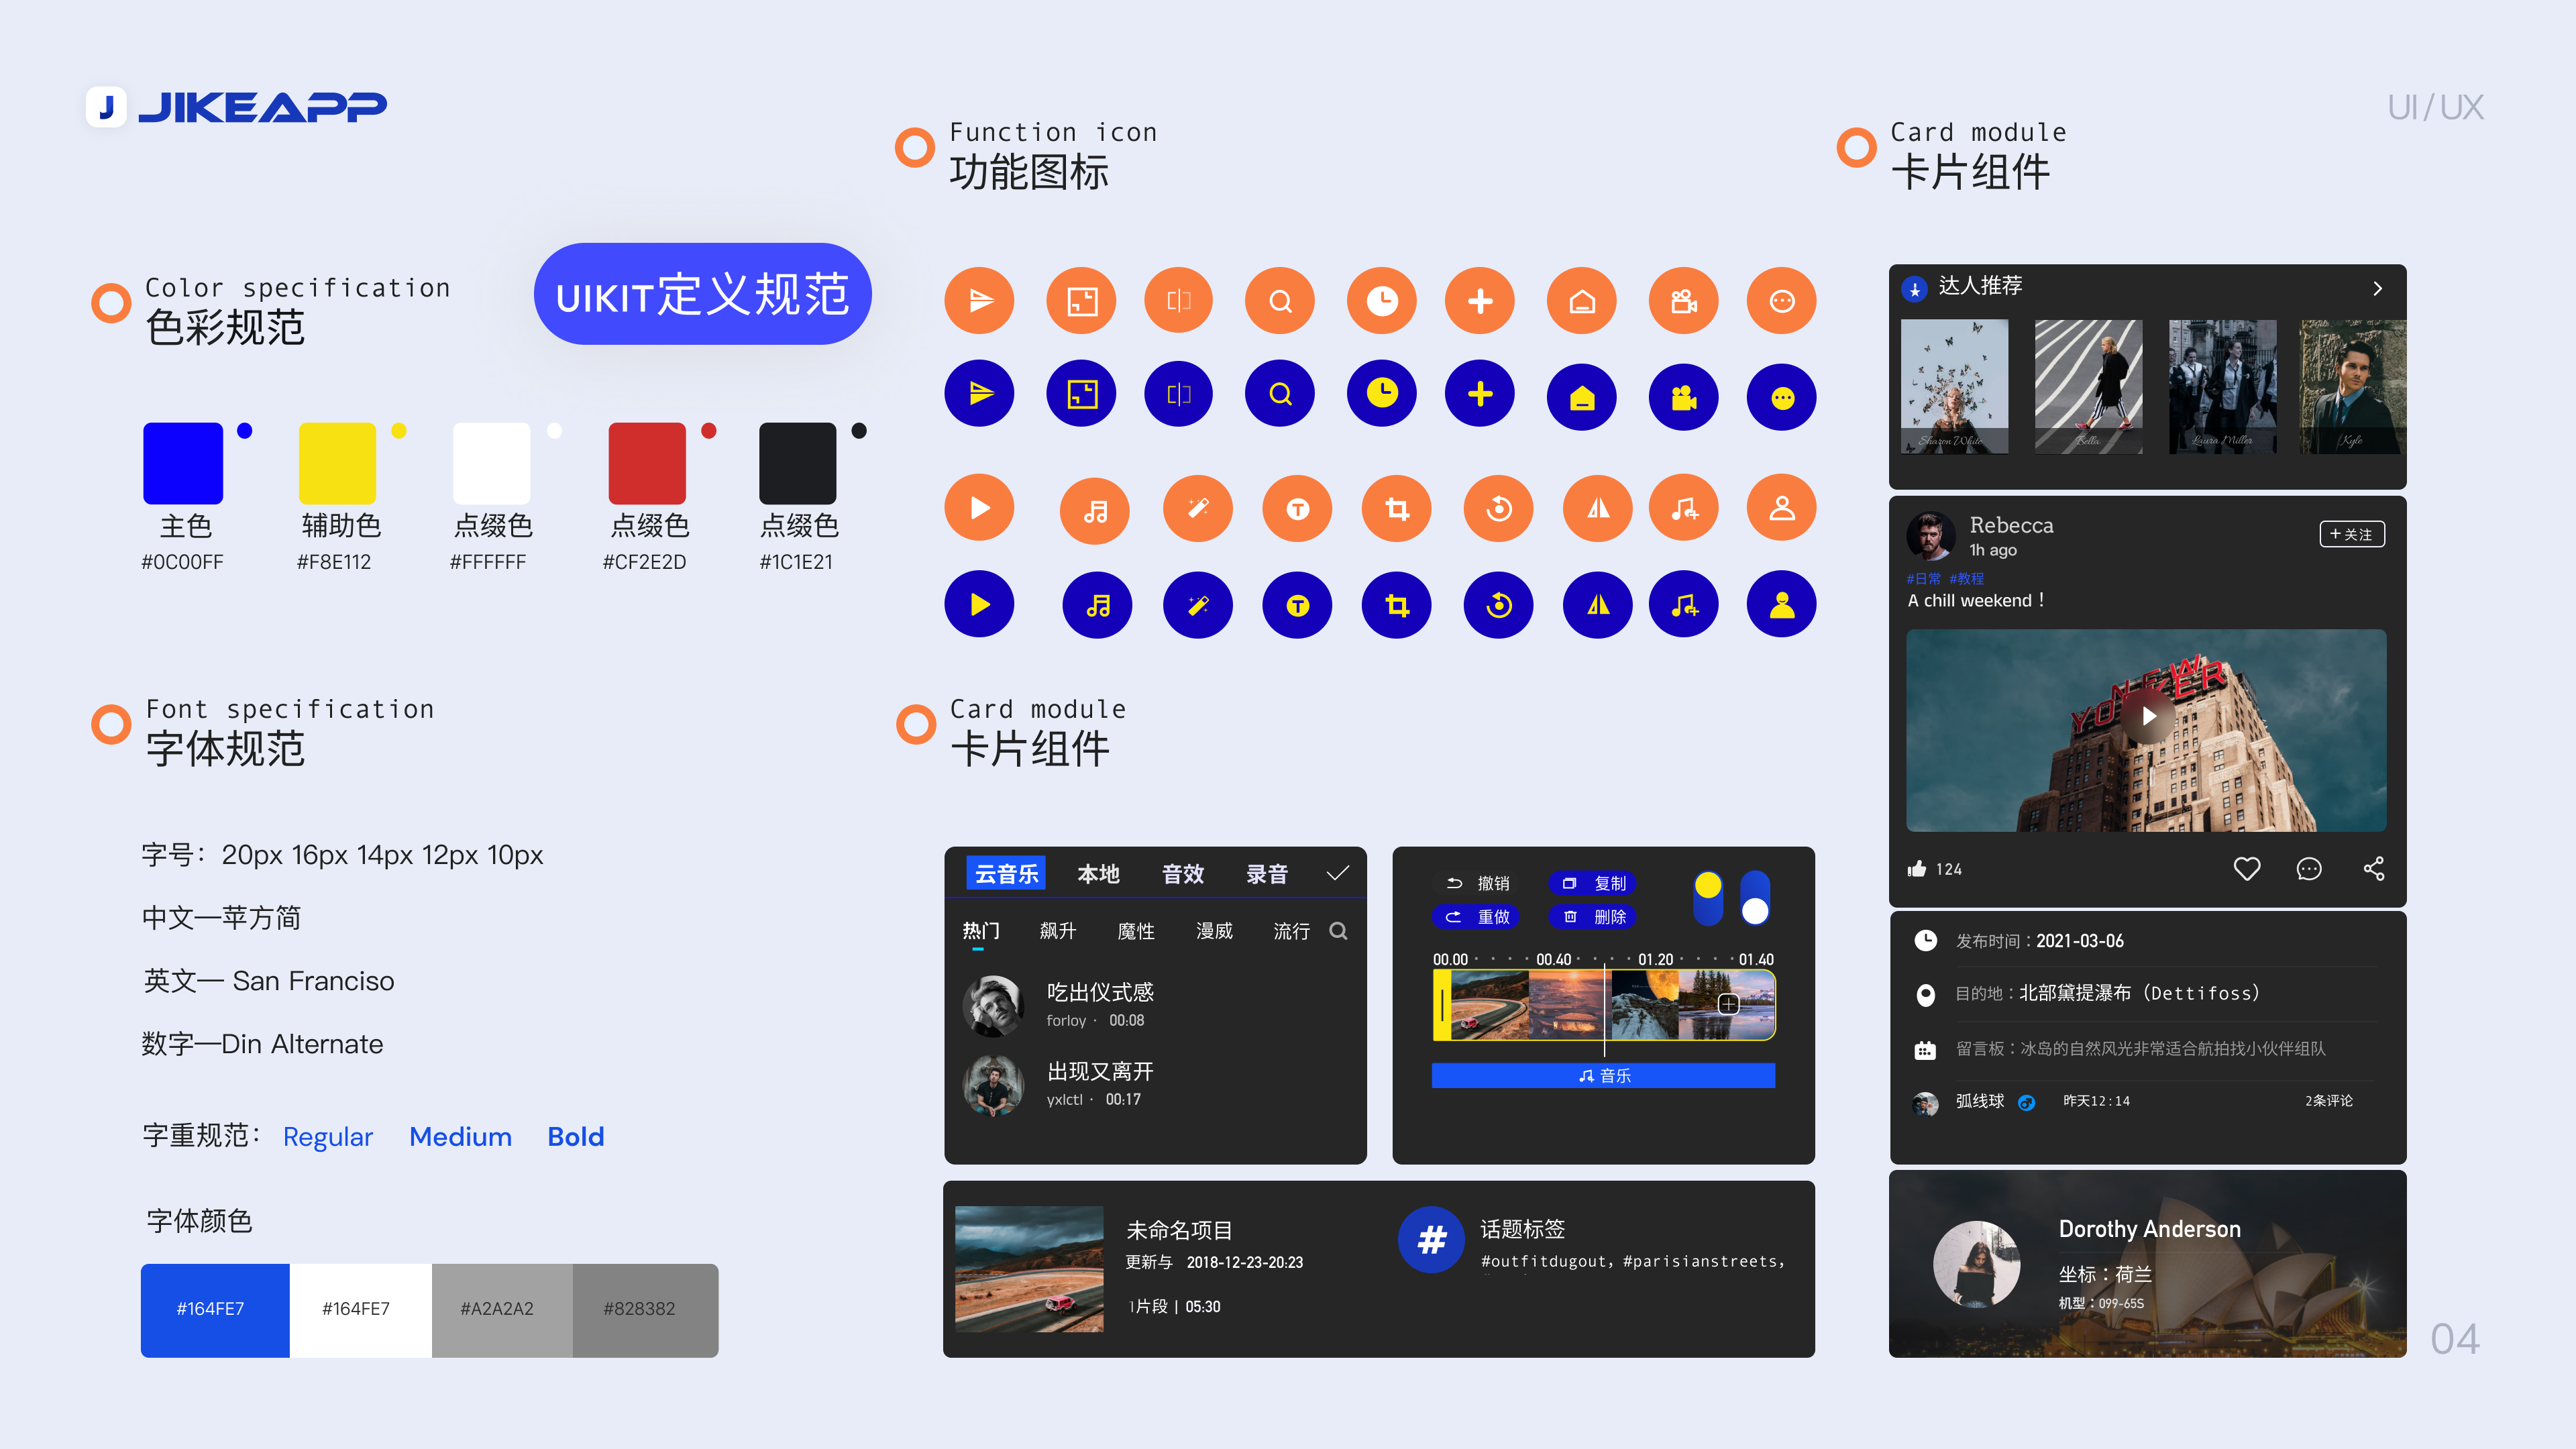 J JIKEAPP
UI/UX
Color specification
色彩规范
UIKIT定义规范
主色
#0C00FF
辅助色
#F8E112
点缀色
#FFFFFF
点缀色
#CF2E2D
点缀色
#1C1E21
Font specification
字体规范
字号：20px 16px 14px 12px 10px
中文—苹方简
英文— San Franciso
数字—Din Alternate
字重规范： Regular Medium Bold
字体颜色
#164FE7 #164FE7 #A2A2A2 #828382
Function icon
功能图标
T
T
Card module
卡片组件
云音乐 本地 音效 录音
热门 飙升 魔性 漫威 流行
吃出仪式感
forloy · 00:08
出现又离开
yxlctl · 00:17
撤销 复制
重做 删除
00.00 00.40 01.20 01.40
音乐
未命名项目
更新与 2018-12-23-20:23
1片段 | 05:30
#
话题标签
#outfitdugout, #parisianstreets,
Card module
卡片组件
达人推荐
Sharon White Bella Laura Miller Kyle
Rebecca
1h ago
+关注
#日常 #教程
A chill weekend！
NEW
YORKER
124
发布时间：2021-03-06
目的地：北部黛提瀑布（Dettifoss）
留言板：冰岛的自然风光非常适合航拍找小伙伴组队
弧线球 昨天12:14 2条评论
Dorothy Anderson
坐标：荷兰
机型：099-65S
04